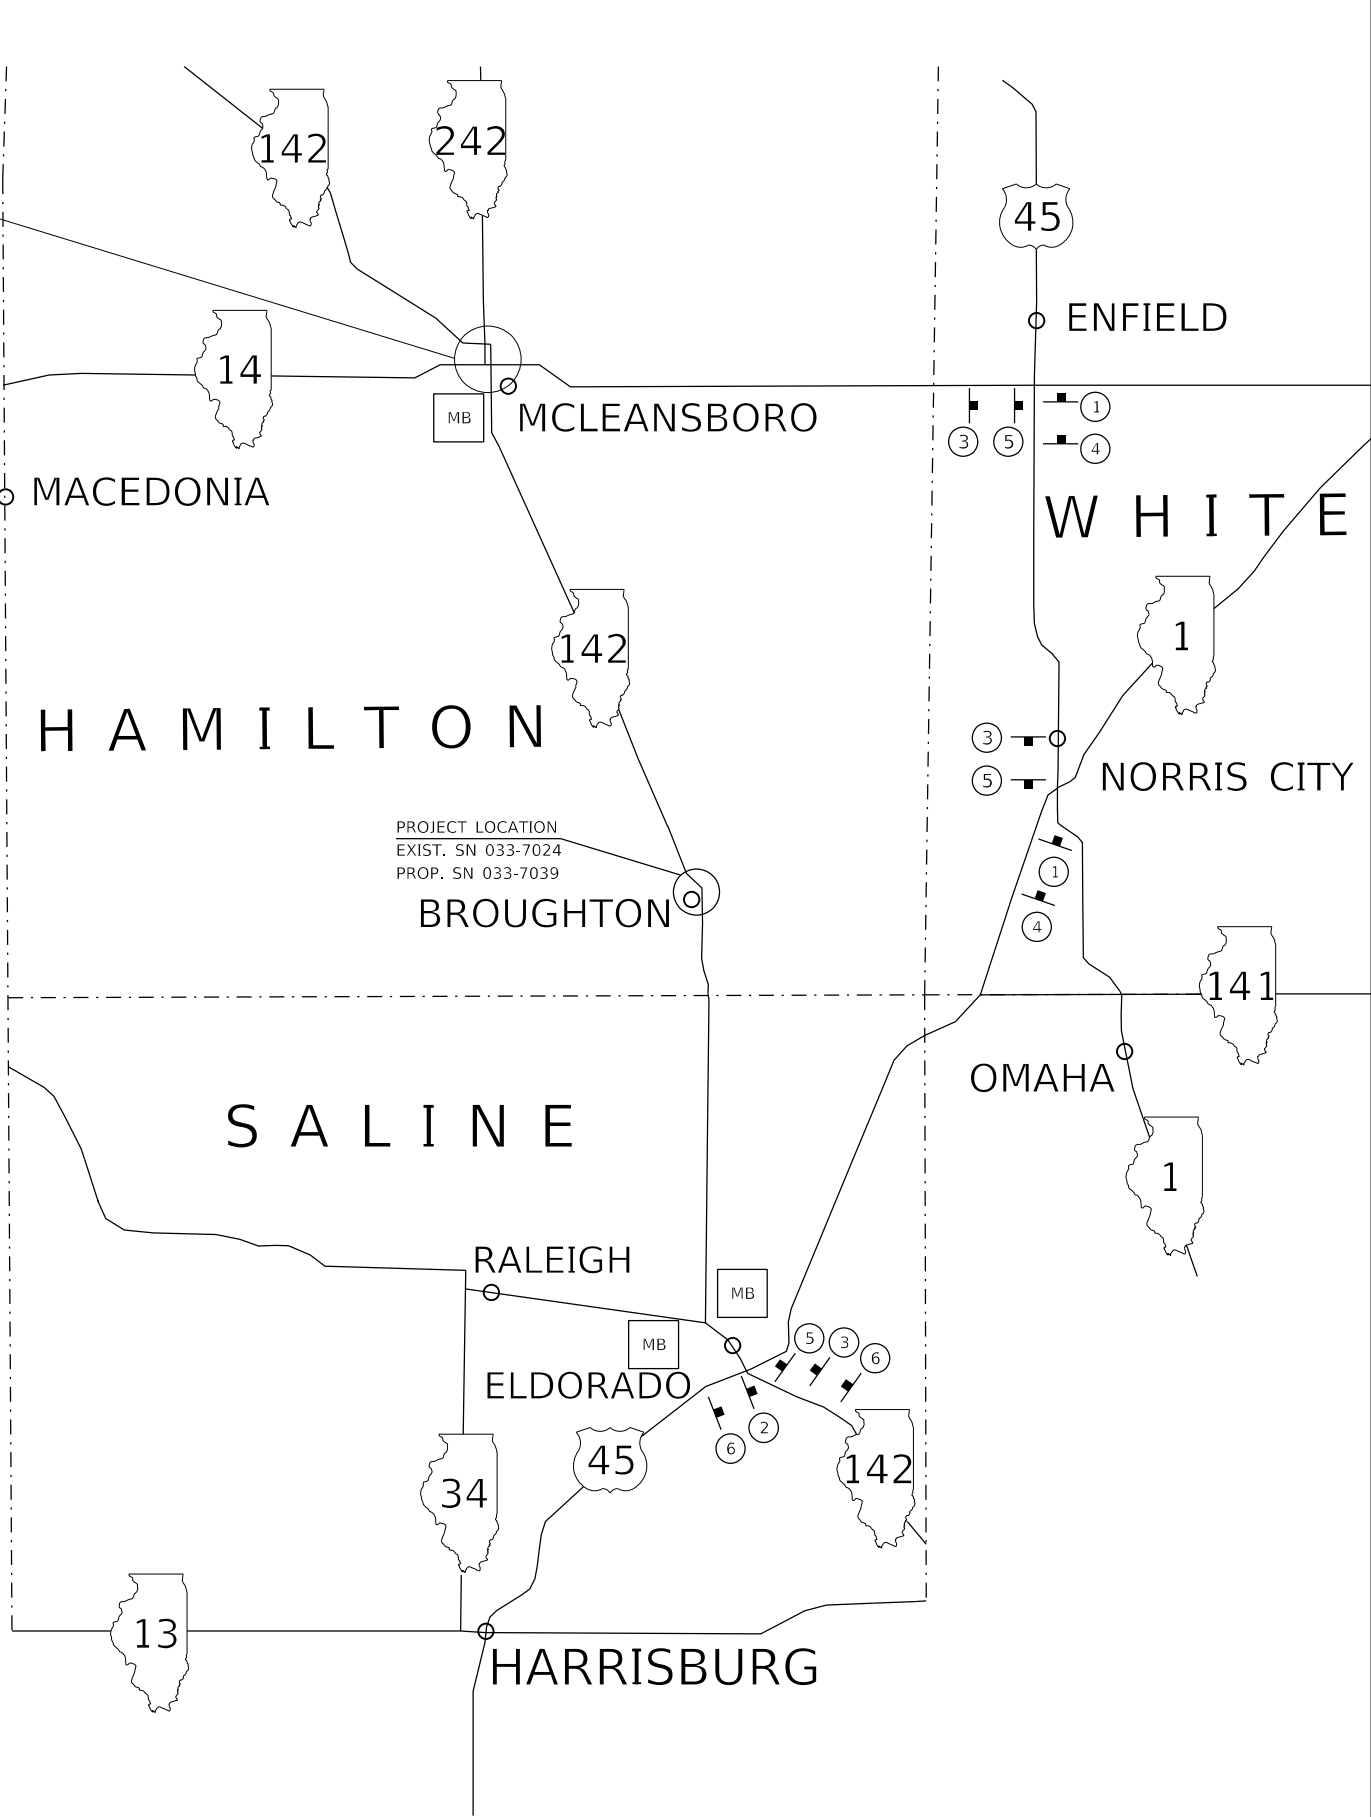 142
242
45
ENFIELD
14
1
MB
MCLEANSBORO
3
5
4
MACEDONIA
W H I T E
1
142
H A M I L T O N
3
5
NORRIS CITY
PROJECT LOCATION
EXIST. SN 033-7024
PROP. SN 033-7039
1
BROUGHTON
4
141
OMAHA
S A L I N E
1
RALEIGH
MB
MB
5
3
6
ELDORADO
2
6
45
142
34
13
HARRISBURG